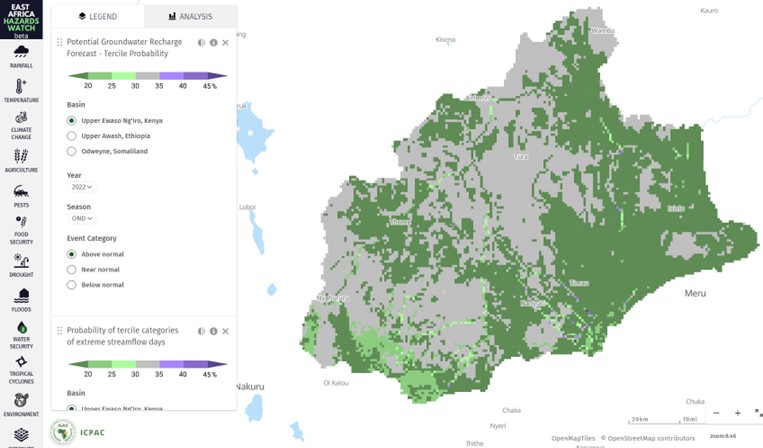 EAST
AFRICA
HAZARDS
WATCH
beta
RAINFALL
TEMPERATURE
CLIMATE
CHANGE
AGRICULTURE
PESTS
FOOD
SECURITY
DROUGHT
FLOODS
WATER
SECURITY
TROPICAL
CYCLONES
ENVIRONMENT
LEGEND
ANALYSIS
Potential Groundwater Recharge
Forecast - Tercile Probability
20 25 30 35 40 45%
Basin
Upper Ewaso Ng'iro, Kenya
Upper Awash, Ethiopia
Odweyne, Somaliland
Year
2022
Season
OND
Event Category
Above normal
Near normal
Below normal
Probability of tercile categories
of extreme streamflow days
20 25 30 35 40 45%
Basin
Upper Ewaso Ng'iro, Kenya
ICPAC
Kauro
Wamba
Kisima
Loboi
Meru
Timau
Nakuru
Ol Kalou
Chaka
Nyeri
Ihithe
Chuka
20km 10mi
OpenMapTiles © OpenStreetMap contributors
zoom:8.46